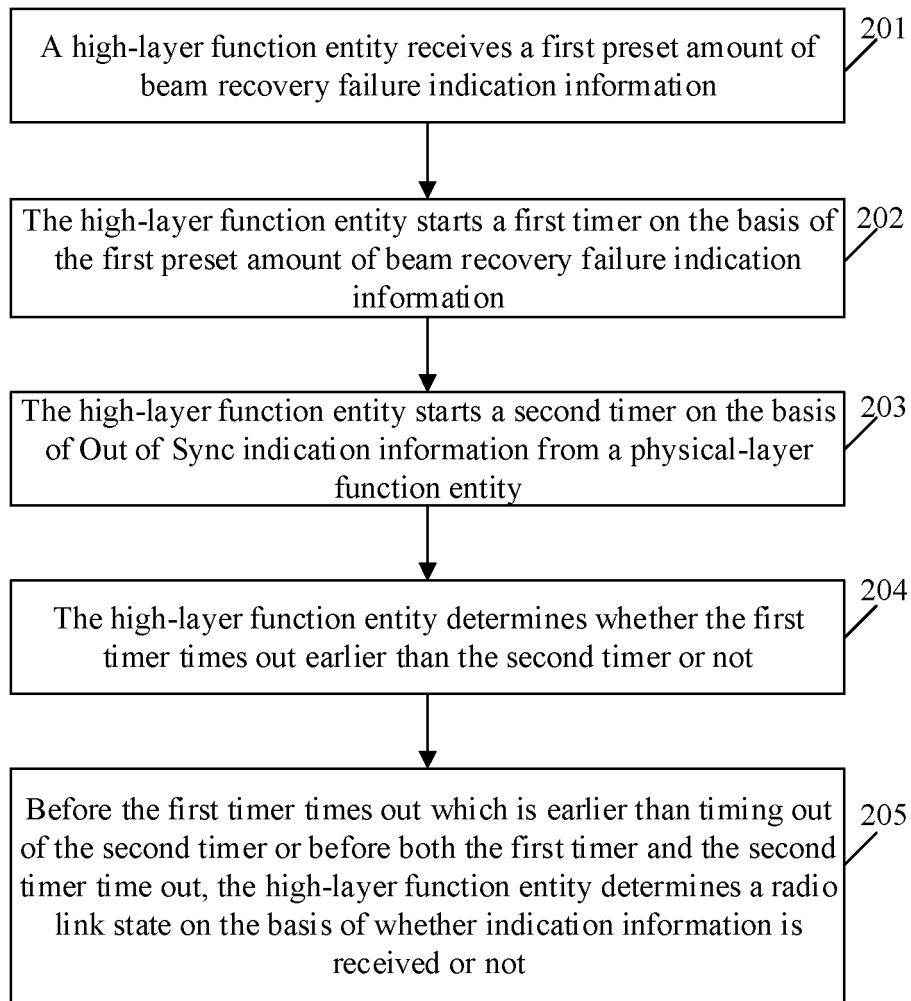 A high-layer function entity receives a first preset amount of
beam recovery failure indication information
201
The high-layer function entity starts a first timer on the basis of
the first preset amount of beam recovery failure indication
information
202
The high-layer function entity starts a second timer on the basis
of Out of Sync indication information from a physical-layer
function entity
203
The high-layer function entity determines whether the first
timer times out earlier than the second timer or not
204
Before the first timer times out which is earlier than timing out
of the second timer or before both the first timer and the second
timer time out, the high-layer function entity determines a radio
link state on the basis of whether indication information is
received or not
205